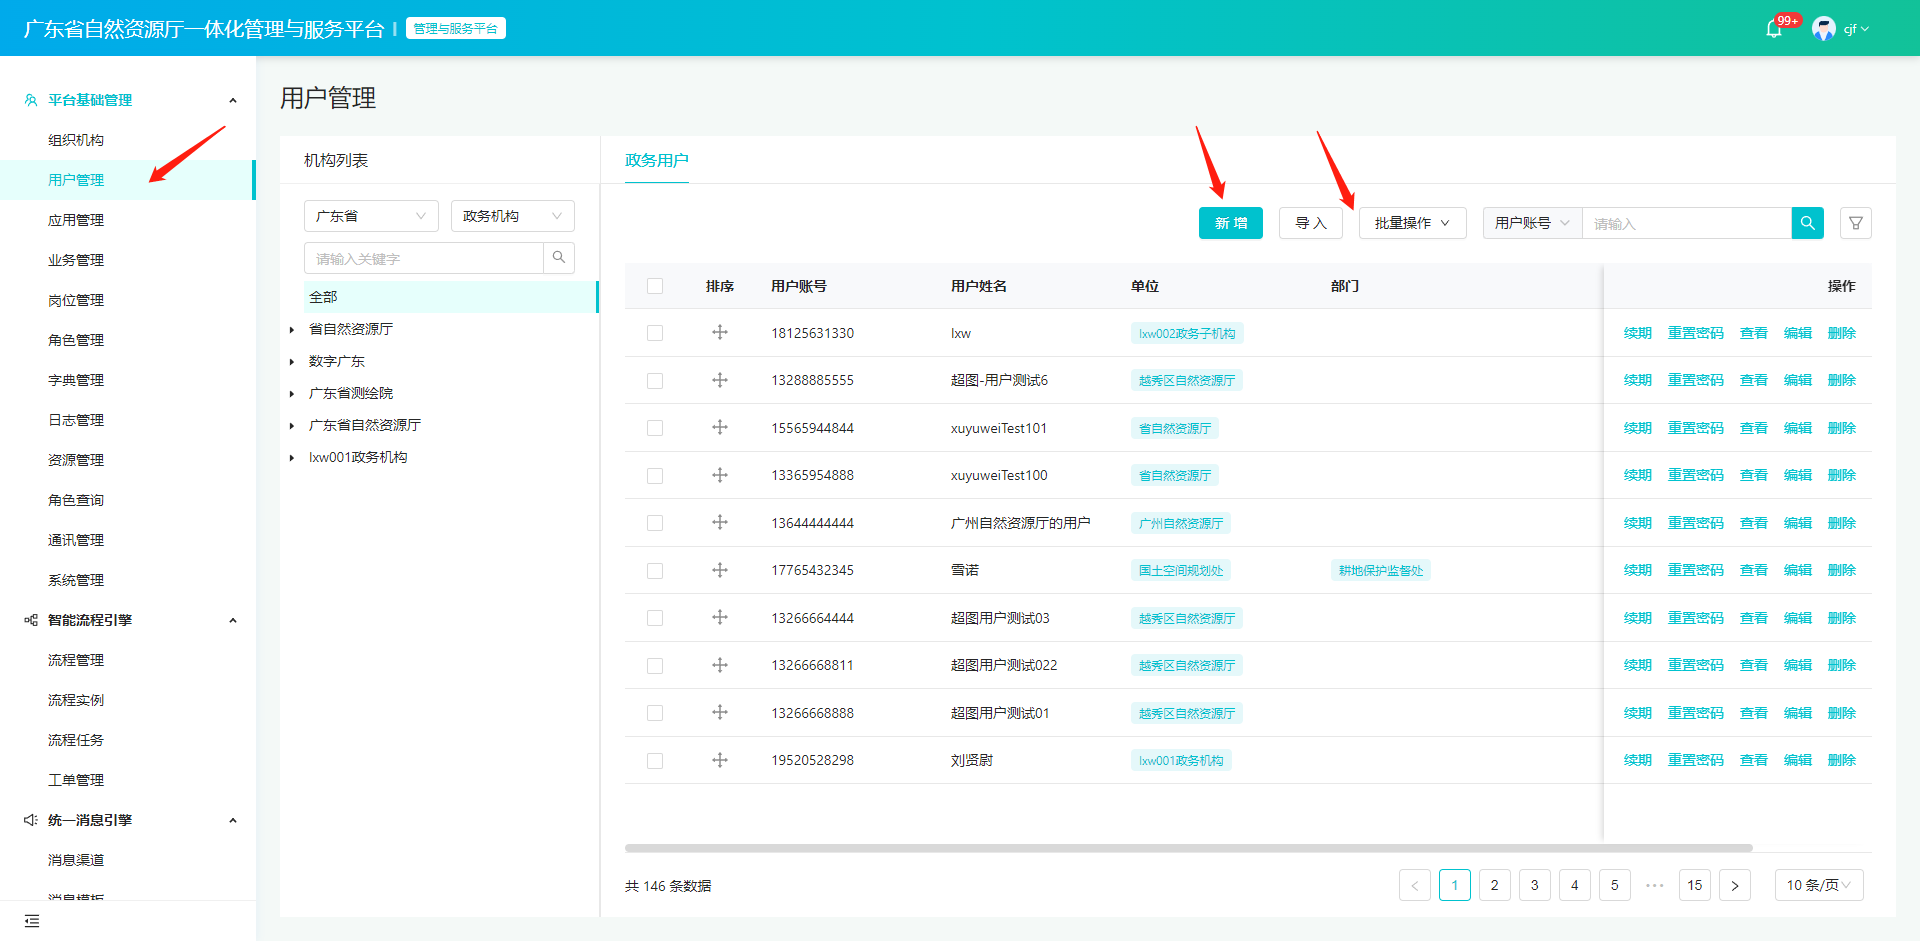 广东省自然资源厅一体化管理与服务平台 | 管理与服务平台
99+
cjf
平台基础管理
组织机构
用户管理
应用管理
业务管理
岗位管理
角色管理
字典管理
日志管理
资源管理
角色查询
通讯管理
系统管理
智能流程引擎
流程管理
流程实例
流程任务
工单管理
统一消息引擎
消息渠道
消息模板
用户管理
机构列表
广东省 政务机构
请输入关键字
全部
省自然资源厅
数字广东
广东省测绘院
广东省自然资源厅
lxw001政务机构
政务用户
新增 导入 批量操作 用户账号 请输入
排序 用户账号 用户姓名 单位 部门 操作
18125631330 lxw lxw002政务子机构 续期 重置密码 查看 编辑 删除
13288885555 超图-用户测试6 越秀区自然资源厅 续期 重置密码 查看 编辑 删除
15565944844 xuyuweiTest101 省自然资源厅 续期 重置密码 查看 编辑 删除
13365954888 xuyuweiTest100 省自然资源厅 续期 重置密码 查看 编辑 删除
13644444444 广州自然资源厅的用户 广州自然资源厅 续期 重置密码 查看 编辑 删除
17765432345 雪诺 国土空间规划处 耕地保护监督处 续期 重置密码 查看 编辑 删除
13266664444 超图用户测试03 越秀区自然资源厅 续期 重置密码 查看 编辑 删除
13266668811 超图用户测试022 越秀区自然资源厅 续期 重置密码 查看 编辑 删除
13266668888 超图用户测试01 越秀区自然资源厅 续期 重置密码 查看 编辑 删除
19520528298 刘贤尉 lxw001政务机构 续期 重置密码 查看 编辑 删除
共 146 条数据
< 1 2 3 4 5 ••• 15 > 10 条/页